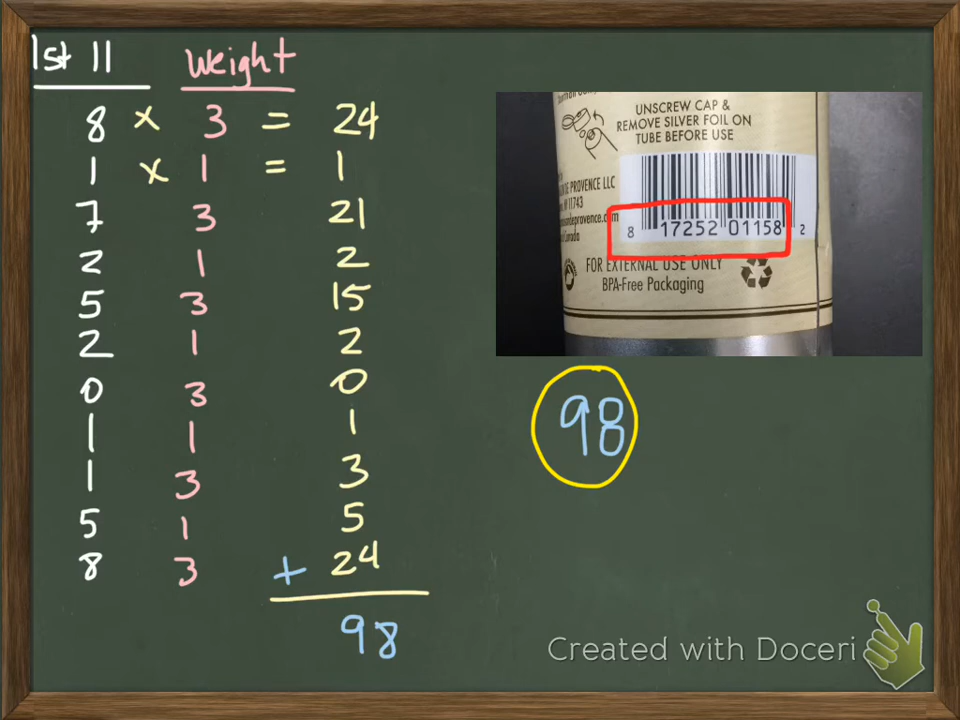 1st 11 weight
8 x 3 = 24
1 x 1 = 1
7 3 21
2 1 2
5 3 15
2 1 2
0 3 0
1 1 1
1 3 3
5 1 5
8 3 + 24
98
UNSCREW CAP &
REMOVE SILVER FOIL ON
TUBE BEFORE USE
PROVENCE LLC
11743
8 17252 01158 2
FOR EXTERNAL USE ONLY
BPA-Free Packaging
98
Created with Doceri